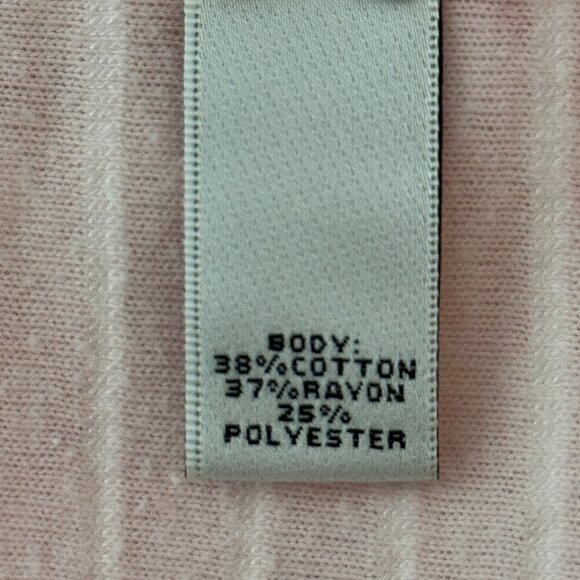 BODY:
38%COTTON
37%RAYON
25%
POLYESTER